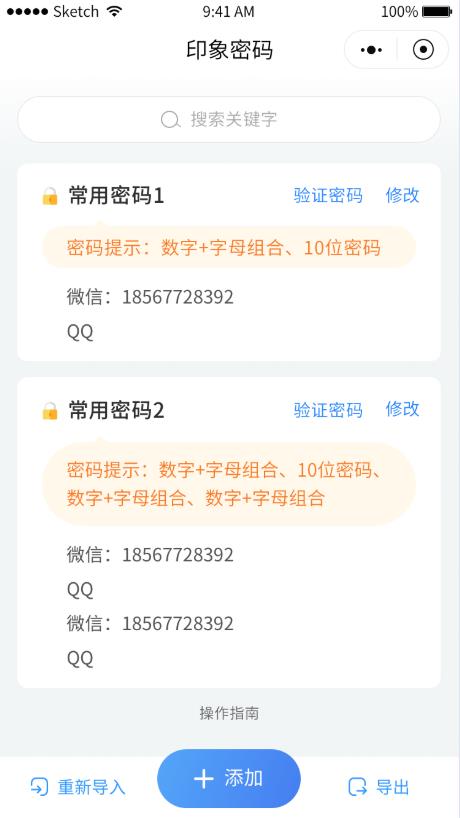 Sketch 9:41 AM 100%
印象密码
搜索关键字
常用密码1 验证密码 修改
密码提示：数字+字母组合、10位密码
微信：18567728392
QQ
常用密码2 验证密码 修改
密码提示：数字+字母组合、10位密码、
数字+字母组合、数字+字母组合
微信：18567728392
QQ
微信：18567728392
QQ
操作指南
重新导入 添加 导出